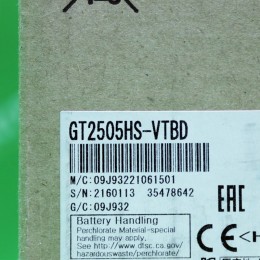 GT2505HS-VTBD
M/C:09J93221061501
S/N:2160113 35478642
G/C:09J932
EAC
Battery Handling
Perchlorate Material-special
handling may apply.
See http://www.dtsc.ca.gov/
hazardouswaste/perchlorate/
CE